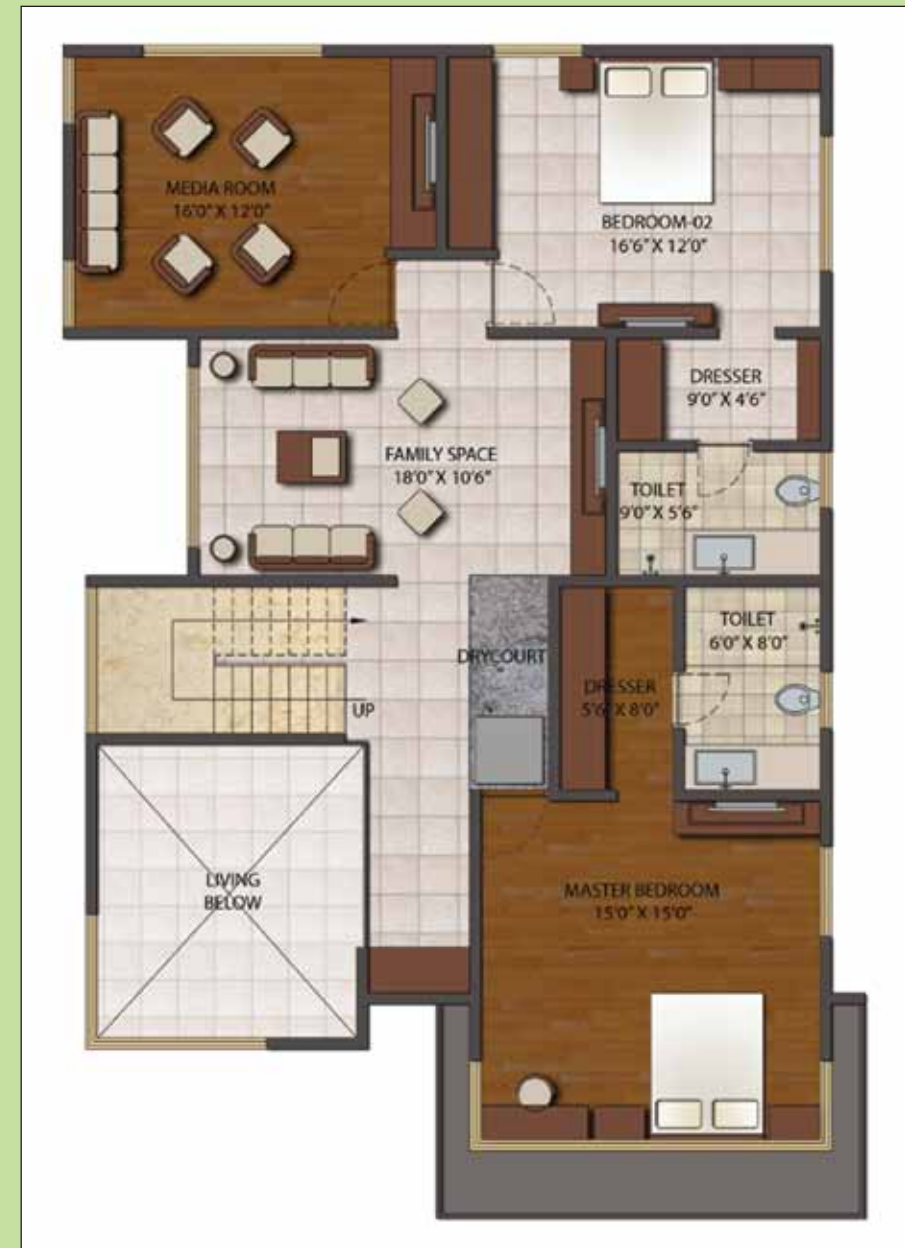 MEDIA ROOM
16'0" X 12'0"
BEDROOM-02
16'6" X 12'0"
DRESSER
9'0" X 4'6"
FAMILY SPACE
18'0" X 10'6"
TOILET
9'0" X 5'6"
TOILET
6'0" X 8'0"
DRYCOURT
DRESSER
5'6" X 8'0"
UP
LIVING
BELOW
MASTER BEDROOM
15'0" X 15'0"